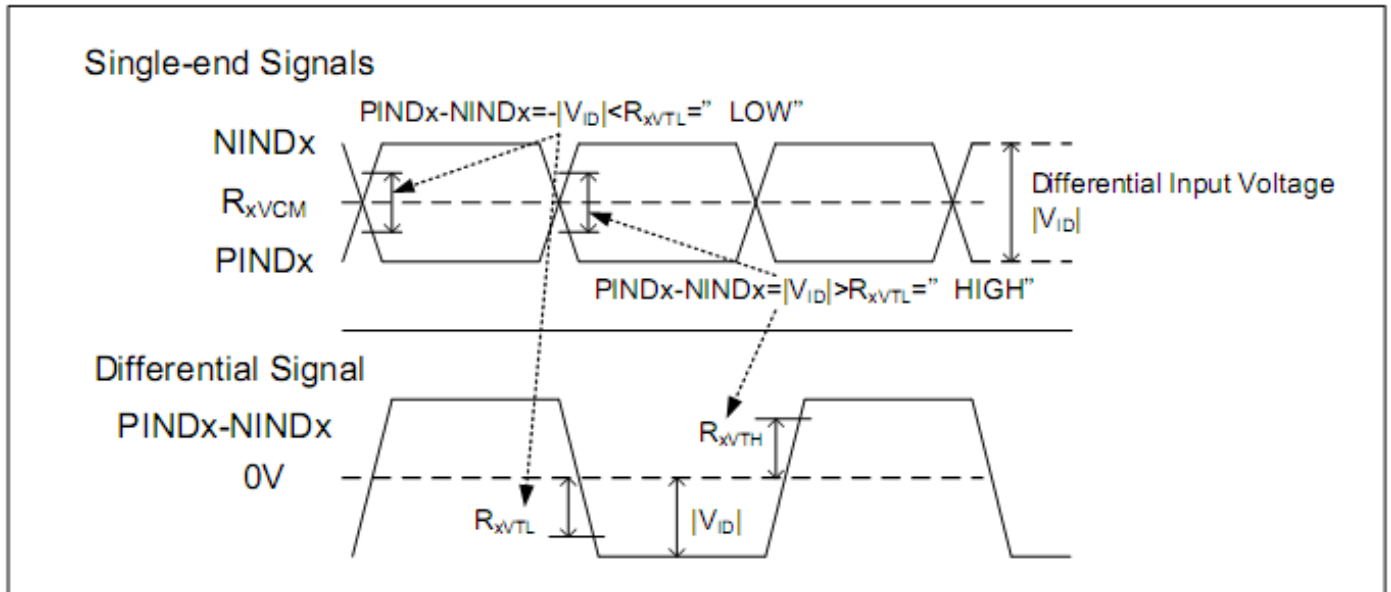 Single-end Signals
PINDx-NINDx=-|VID|<RxVTL=” LOW”
NINDx
RxVCM
PINDx
Differential Input Voltage
|VID|
PINDx-NINDx=|VID|>RxVTL=” HIGH”
Differential Signal
PINDx-NINDx
0V
RxVTH
RxVTL
|VID|